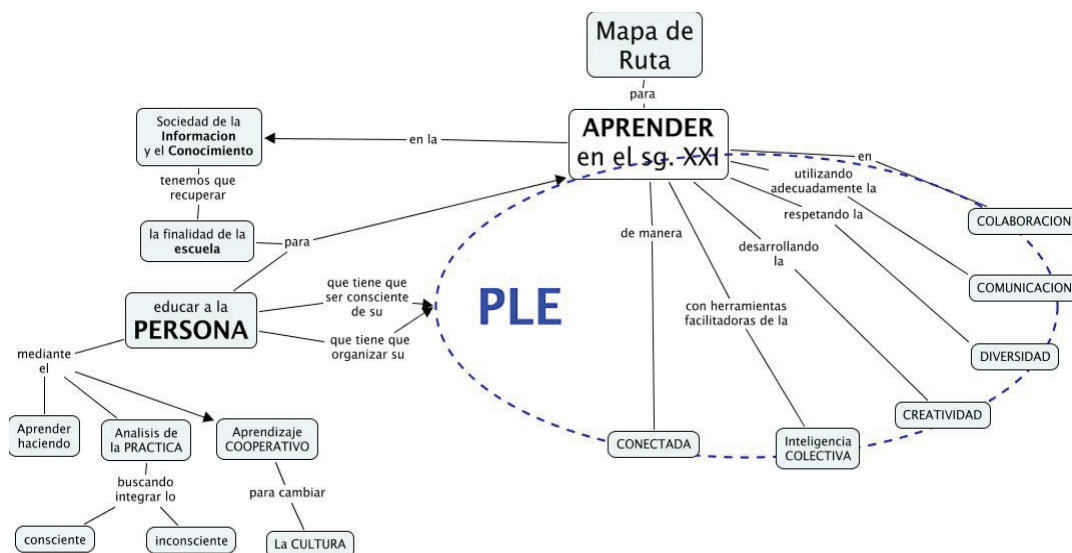 Mapa de
Ruta
para
APRENDER
en el sg. XXI
en la
Sociedad de la
Informacion
y el Conocimiento
tenemos que
recuperar
la finalidad de la
escuela
para
educar a la
PERSONA
que tiene que
ser consciente
de su
que tiene que
organizar su
PLE
mediante
el
Aprender
haciendo
Analisis de
la PRACTICA
Aprendizaje
COOPERATIVO
buscando
integrar lo
para cambiar
consciente
inconsciente
La CULTURA
en
COLABORACION
utilizando
adecuadamente la
COMUNICACION
respetando la
DIVERSIDAD
desarrollando
la
CREATIVIDAD
con herramientas
facilitadoras de la
Inteligencia
COLECTIVA
de manera
CONECTADA